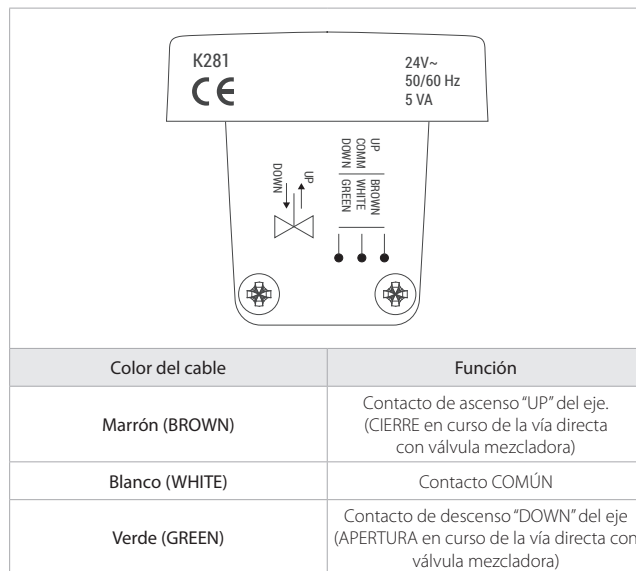 K281
CE
24V~
50/60 Hz
5 VA
UP
COMM
DOWN
BROWN
WHITE
GREEN
UP
DOWN
Color del cable
Función
Marrón (BROWN)
Contacto de ascenso “UP” del eje.
(CIERRE en curso de la vía directa
con válvula mezcladora)
Blanco (WHITE)
Contacto COMÚN
Verde (GREEN)
Contacto de descenso “DOWN” del eje
(APERTURA en curso de la vía directa con
válvula mezcladora)